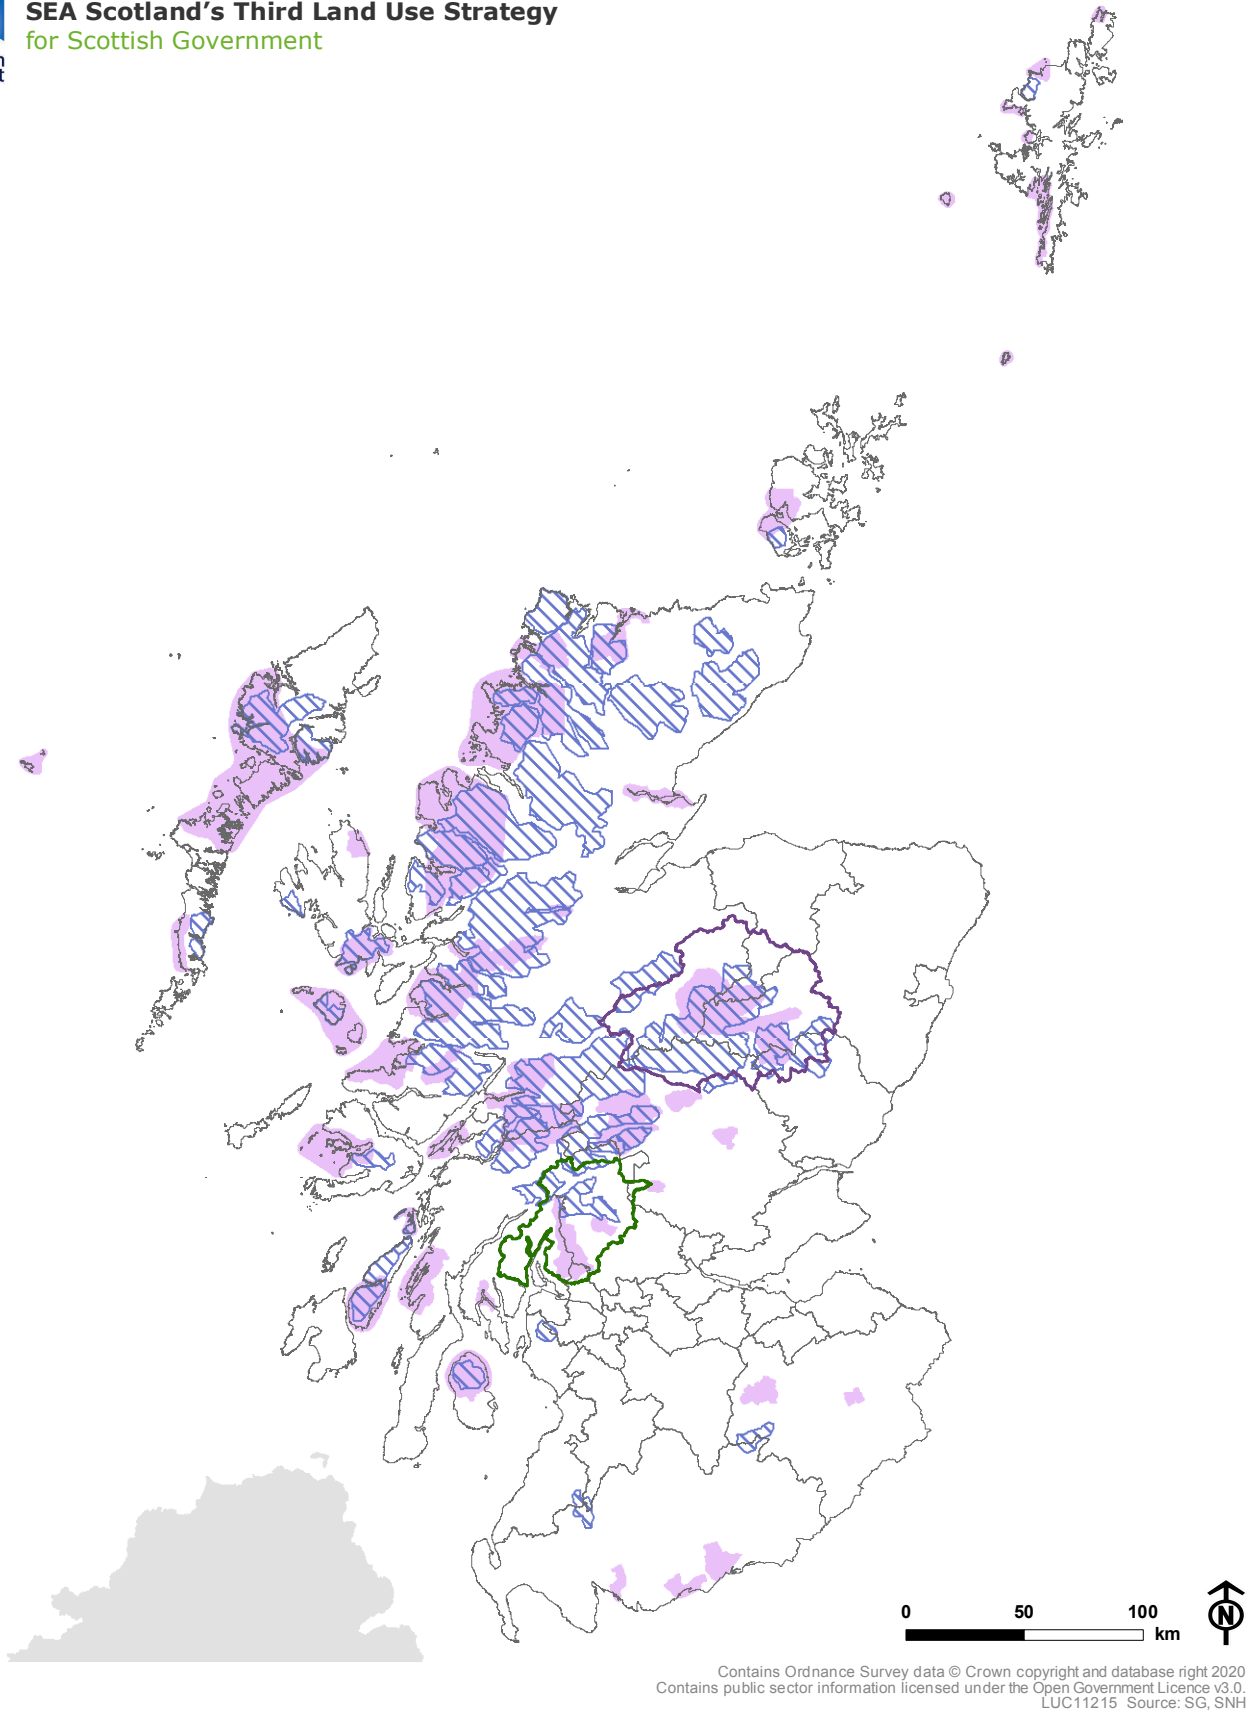 SEA Scotland's Third Land Use Strategy
for Scottish Government
0 50 100
km
N
Contains Ordnance Survey data © Crown copyright and database right 2020
Contains public sector information licensed under the Open Government Licence v3.0.
LUC11215 Source: SG, SNH